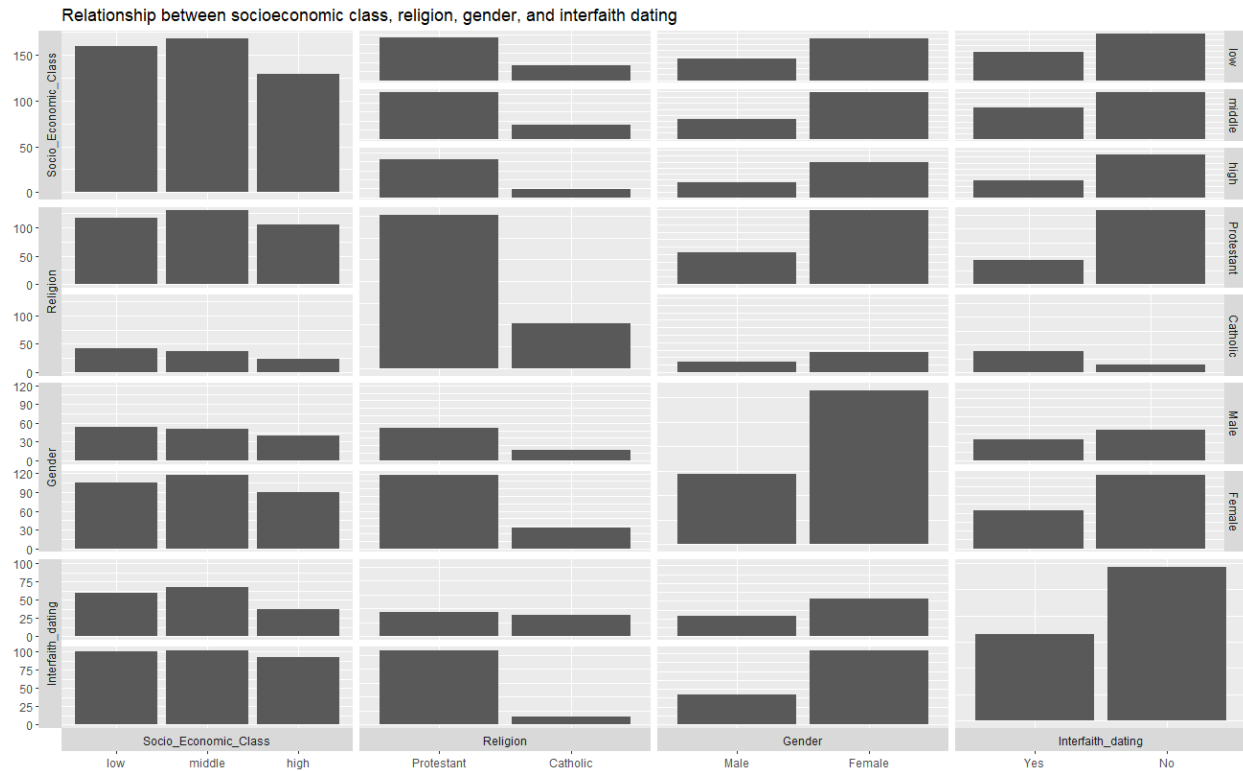 Relationship between socioeconomic class, religion, gender, and interfaith dating
Socio_Economic_Class
150
100
50
0
low
middle
high
Religion
100
50
0
100
50
0
Protestant
Catholic
Gender
120
90
60
30
0
120
90
60
30
0
Male
Female
Interfaith_dating
100
75
50
25
0
100
75
50
25
0
Socio_Economic_Class Religion Gender Interfaith_dating
low middle high Protestant Catholic Male Female Yes No